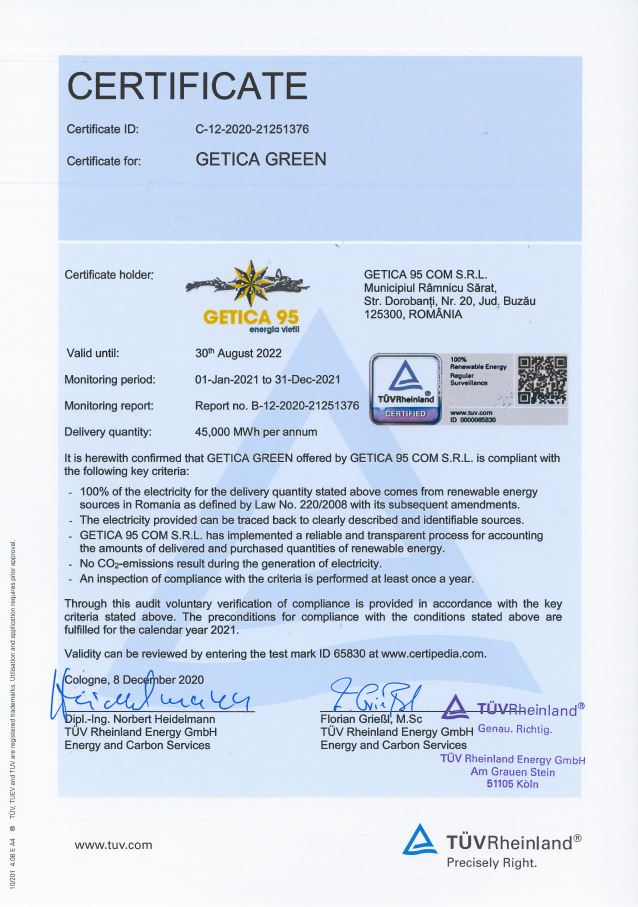 CERTIFICATE
Certificate ID: C-12-2020-21251376
Certificate for: GETICA GREEN
Certificate holder:
GETICA 95
energia vieții
GETICA 95 COM S.R.L.
Municipiul Râmnicu Sărat,
Str. Dorobanți, Nr. 20, Jud. Buzău
125300, ROMÂNIA
Valid until: 30th August 2022
Monitoring period: 01-Jan-2021 to 31-Dec-2021
Monitoring report: Report no. B-12-2020-21251376
Delivery quantity: 45,000 MWh per annum
TÜVRheinland
CERTIFIED
100%
Renewable Energy
Regular
Surveillance
www.tuv.com
ID 0000065830
It is herewith confirmed that GETICA GREEN offered by GETICA 95 COM S.R.L. is compliant with
the following key criteria:
- 100% of the electricity for the delivery quantity stated above comes from renewable energy
sources in Romania as defined by Law No. 220/2008 with its subsequent amendments.
- The electricity provided can be traced back to clearly described and identifiable sources.
- GETICA 95 COM S.R.L. has implemented a reliable and transparent process for accounting
the amounts of delivered and purchased quantities of renewable energy.
- No CO2-emissions result during the generation of electricity.
- An inspection of compliance with the criteria is performed at least once a year.
Through this audit voluntary verification of compliance is provided in accordance with the key
criteria stated above. The preconditions for compliance with the conditions stated above are
fulfilled for the calendar year 2021.
Validity can be reviewed by entering the test mark ID 65830 at www.certipedia.com.
Cologne, 8 December 2020
Heidelmann
Dipl.-Ing. Norbert Heidelmann
TÜV Rheinland Energy GmbH
Energy and Carbon Services
F. Grießl
Florian Grießl, M.Sc
TÜV Rheinland Energy GmbH
Energy and Carbon Services
TÜVRheinland®
Genau. Richtig.
TÜV Rheinland Energy GmbH
Am Grauen Stein
51105 Köln
www.tuv.com
TÜVRheinland®
Precisely Right.
10/201 4.08 E A4 ® TÜV, TUEV and TUV are registered trademarks. Utilisation and application requires prior approval.